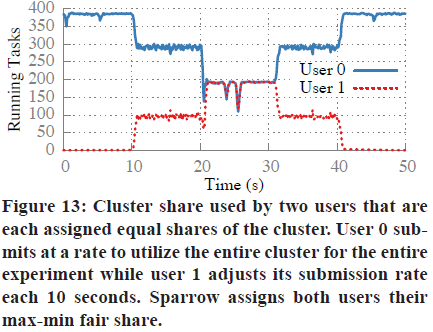 400
350
300
250
200
150
100
50
0
Running Tasks
User 0
User 1
0 10 20 30 40 50
Time (s)
Figure 13: Cluster share used by two users that are
each assigned equal shares of the cluster. User 0 sub-
mits at a rate to utilize the entire cluster for the entire
experiment while user 1 adjusts its submission rate
each 10 seconds. Sparrow assigns both users their
max-min fair share.